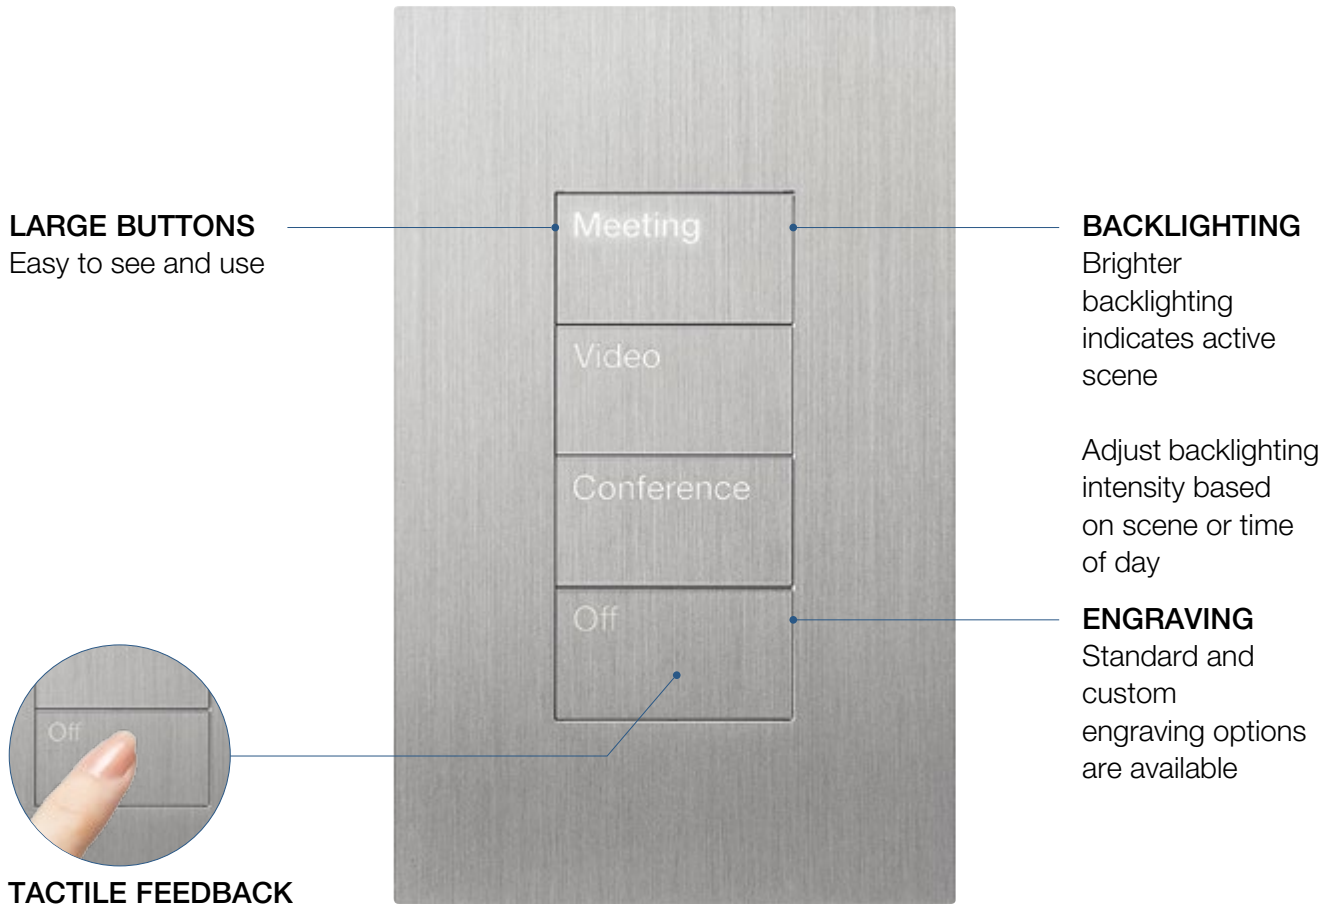 LARGE BUTTONS
Easy to see and use
Meeting
Video
Conference
Off
BACKLIGHTING
Brighter
backlighting
indicates active
scene
Adjust backlighting
intensity based
on scene or time
of day
ENGRAVING
Standard and
custom
engraving options
are available
Off
TACTILE FEEDBACK